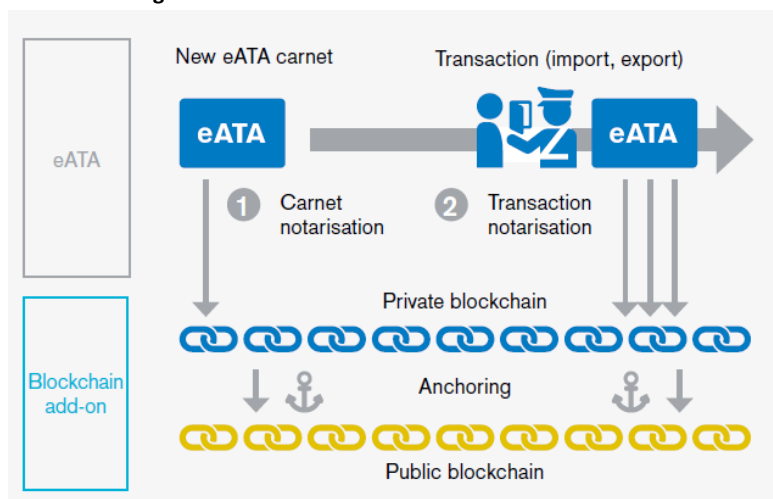 New eATA carnet
Transaction (import, export)
eATA
eATA
eATA
1 Carnet
notarisation
2 Transaction
notarisation
Private blockchain
Blockchain
add-on
Anchoring
Public blockchain